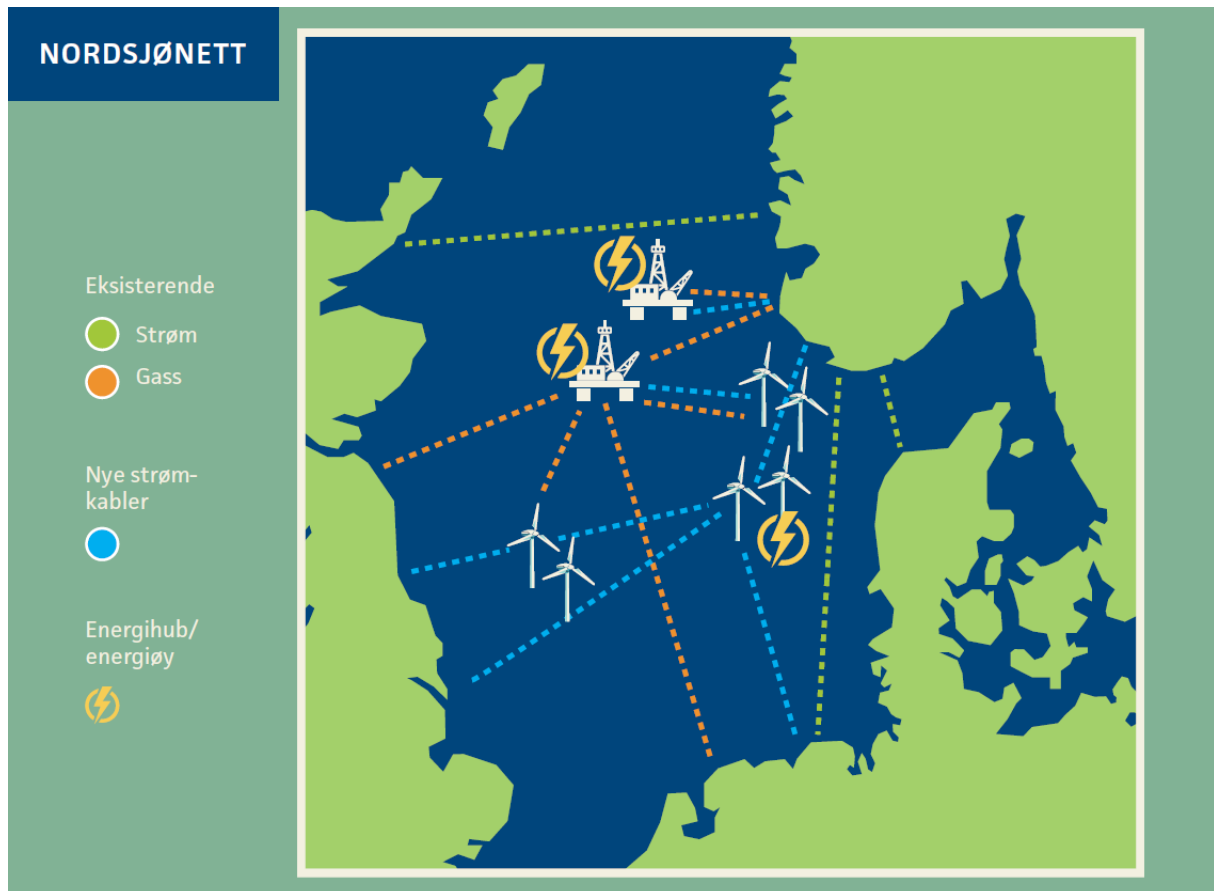 NORDSJØNETT
Eksisterende
Strøm
Gass
Nye strøm-
kabler
Energihub/
energiøy